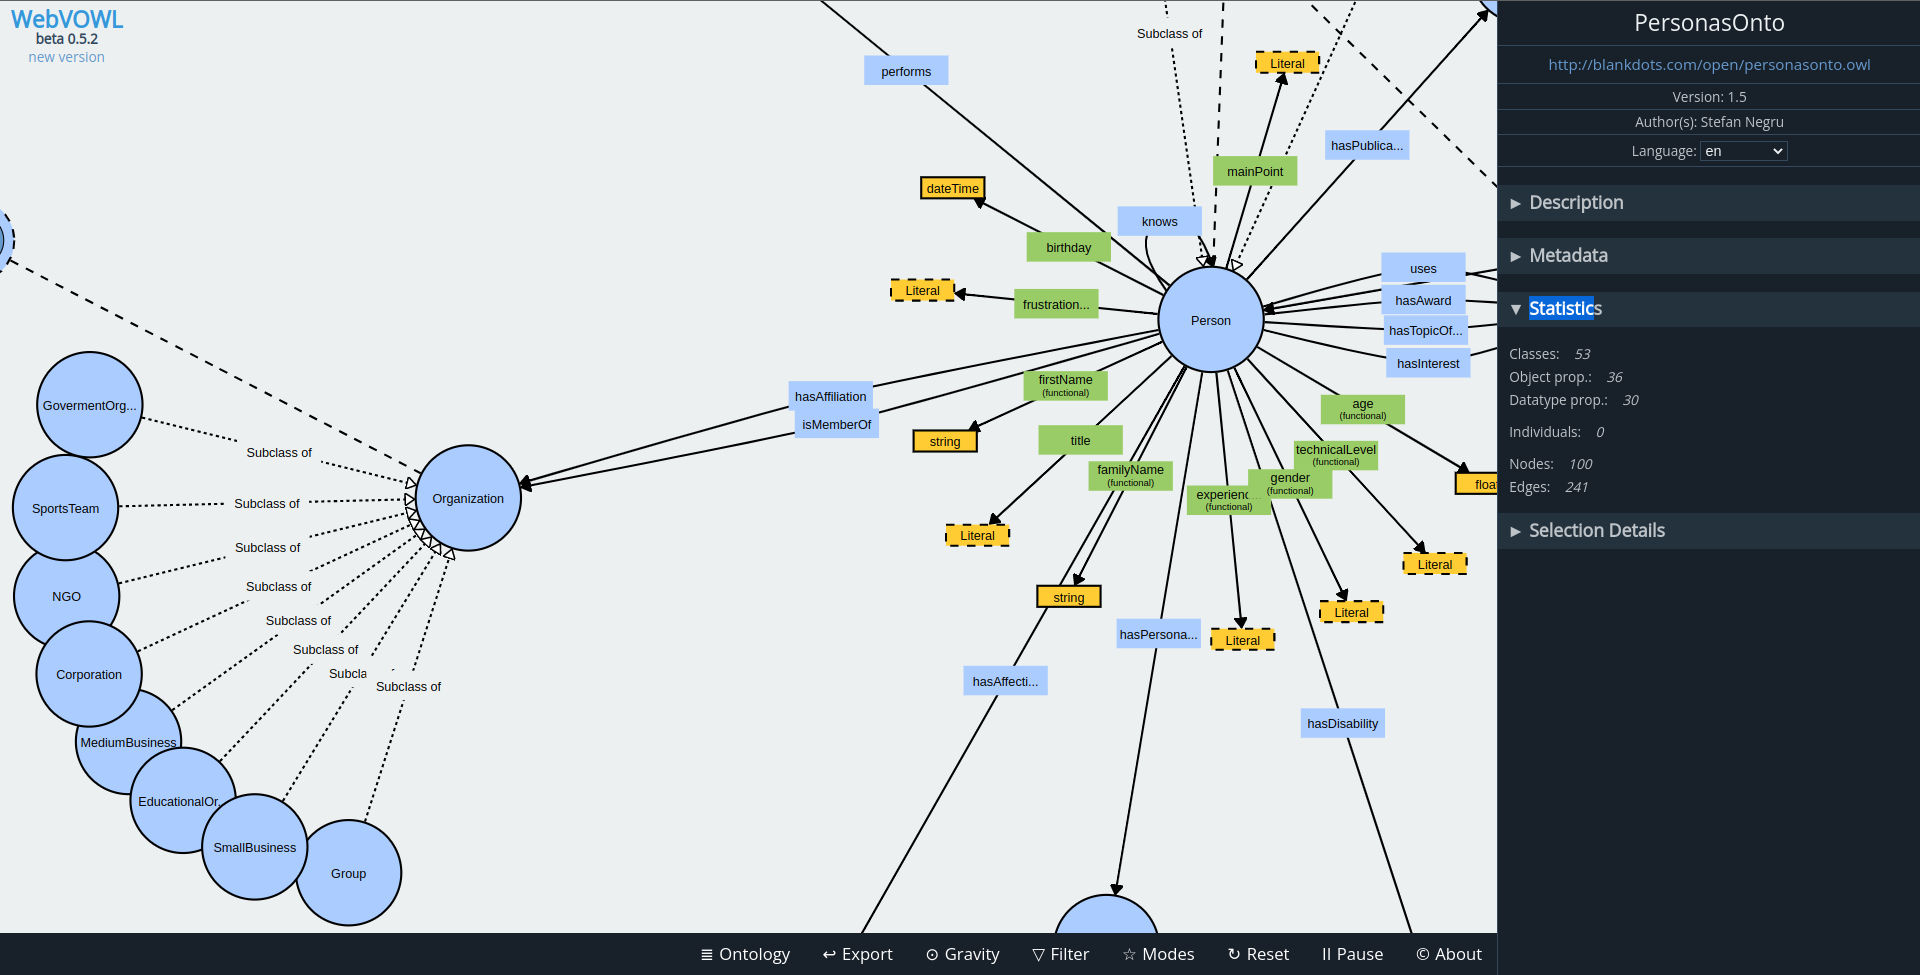 WebVOWL
beta 0.5.2
new version
performs
Subclass of
Literal
hasPublica...
mainPoint
dateTime
knows
birthday
uses
Literal
frustration...
hasAward
Person
hasTopicOf...
hasInterest
firstName
(functional)
hasAffiliation
isMemberOf
age
(functional)
GovermentOrg...
string
title
technicalLevel
(functional)
Subclass of
familyName
(functional)
gender
(functional)
Organization
experienc...
(functional)
SportsTeam
Subclass of
Literal
Subclass of
Literal
NGO
Subclass of
string
Literal
Subclass of
hasPersona...
Literal
Subclass of
Corporation
Subcla
hasAffecti...
Subclass of
hasDisability
MediumBusiness
EducationalOr..
SmallBusiness
Group
PersonasOnto
http://blankdots.com/open/personasonto.owl
Version: 1.5
Author(s): Stefan Negru
Language: en
▶ Description
▶ Metadata
▼ Statistics
Classes: 53
Object prop.: 36
Datatype prop.: 30
Individuals: 0
Nodes: 100
Edges: 241
▶ Selection Details
Ontology Export Gravity Filter Modes Reset Pause © About